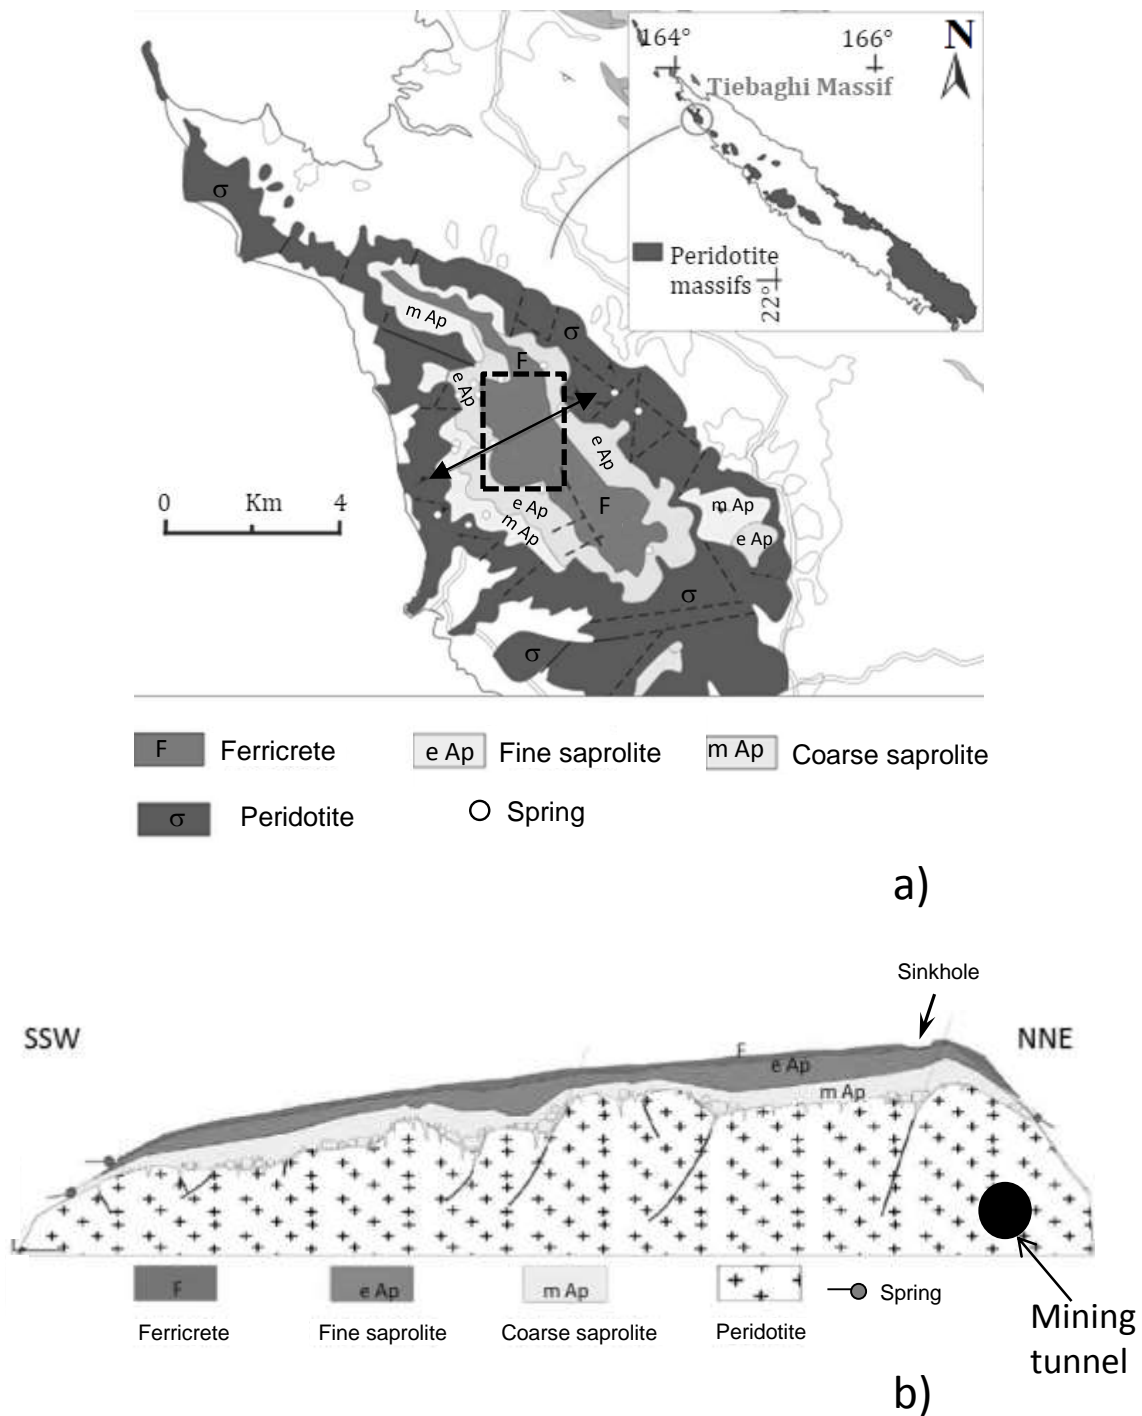 164°
166°
N
Tiebaghi Massif
Peridotite
massifs
22°
σ
m Ap
σ
F
e Ap
e Ap
F
e Ap
m Ap
m Ap
e Ap
σ
σ
0 Km 4
F Ferricrete
e Ap Fine saprolite
m Ap Coarse saprolite
σ Peridotite
Spring
a)
Sinkhole
SSW
NNE
F
e Ap
m Ap
F
e Ap
m Ap
Spring
Ferricrete
Fine saprolite
Coarse saprolite
Peridotite
Mining
tunnel
b)